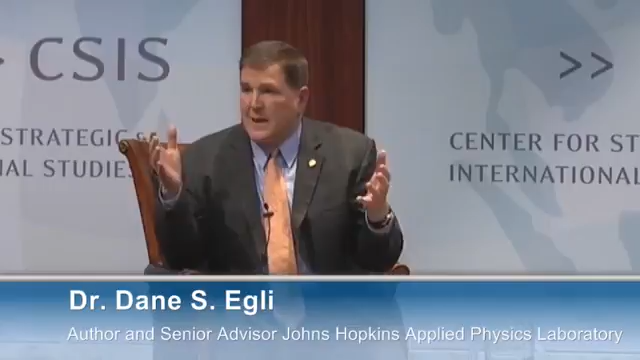 CSIS
STRATEGIC
STUDIES
>>
CENTER FOR ST
INTERNATIONAL
Dr. Dane S. Egli
Author and Senior Advisor Johns Hopkins Applied Physics Laboratory